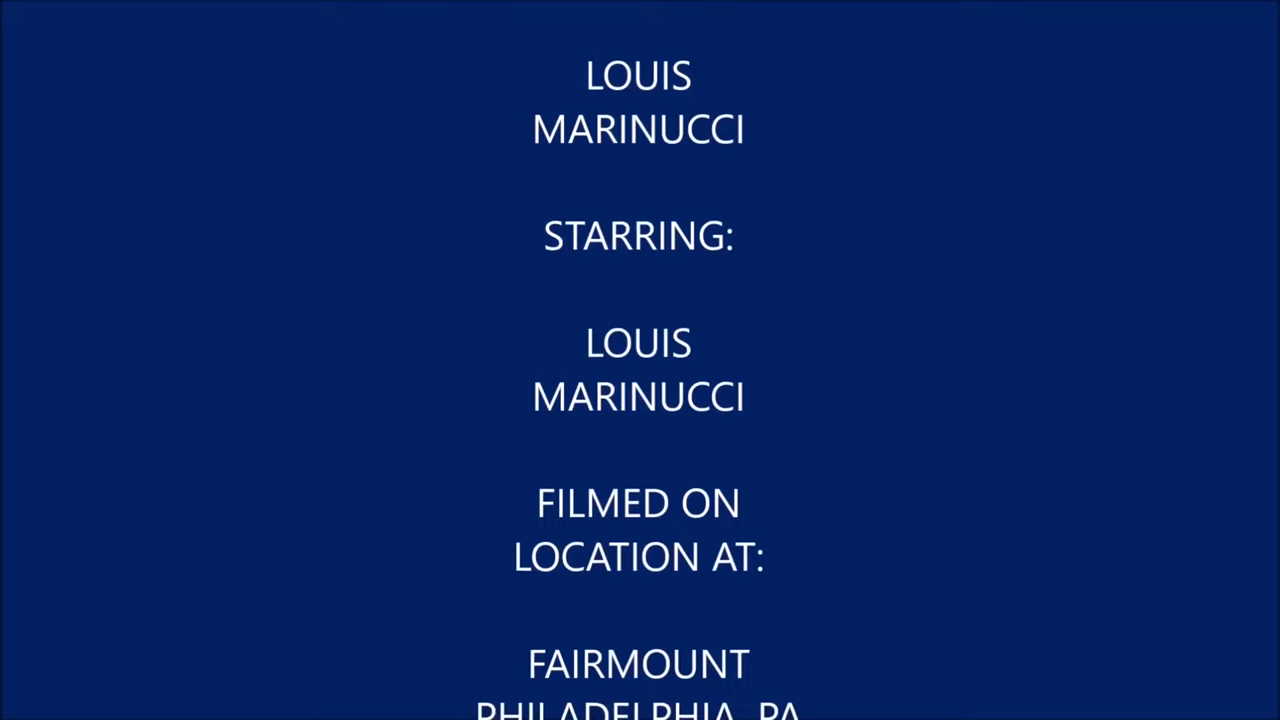 LOUIS
MARINUCCI
STARRING:
LOUIS
MARINUCCI
FILMED ON
LOCATION AT:
FAIRMOUNT
PHILADELPHIA, PA